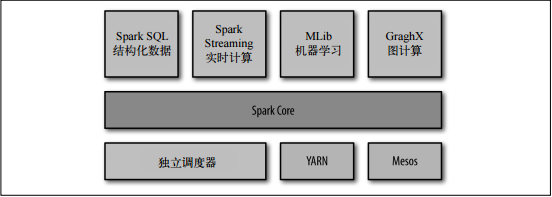 Spark SQL
结构化数据
Spark
Streaming
实时计算
MLib
机器学习
GraghX
图计算
Spark Core
独立调度器
YARN
Mesos